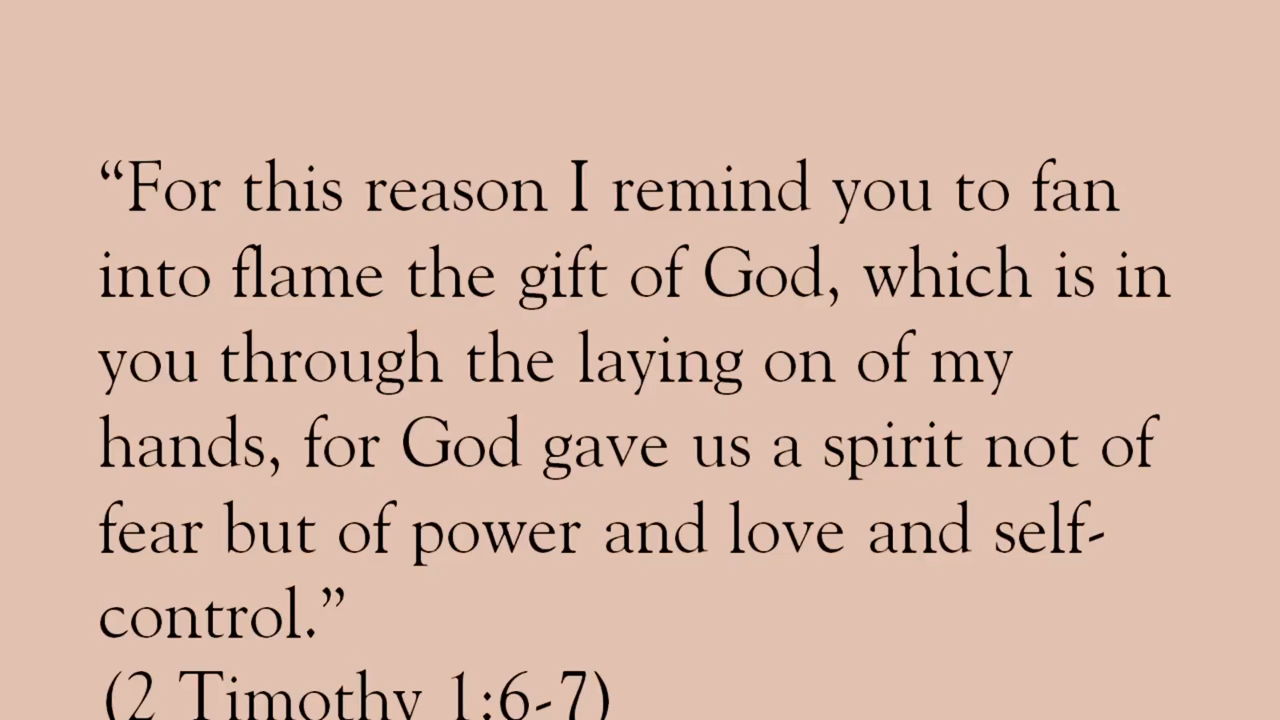 “For this reason I remind you to fan
into flame the gift of God, which is in
you through the laying on of my
hands, for God gave us a spirit not of
fear but of power and love and self-
control.”
(2 Timothy 1:6-7)